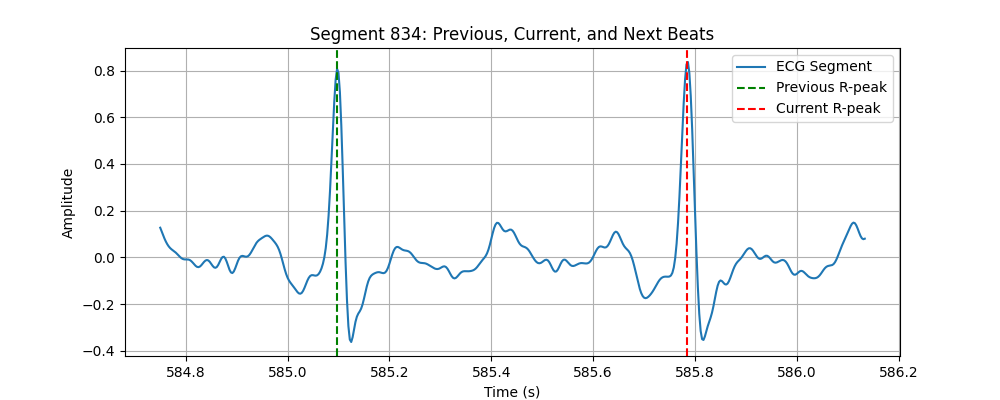 Segment 834: Previous, Current, and Next Beats
ECG Segment
Previous R-peak
Current R-peak
Amplitude
0.8
0.6
0.4
0.2
0.0
−0.2
−0.4
584.8 585.0 585.2 585.4 585.6 585.8 586.0 586.2
Time (s)